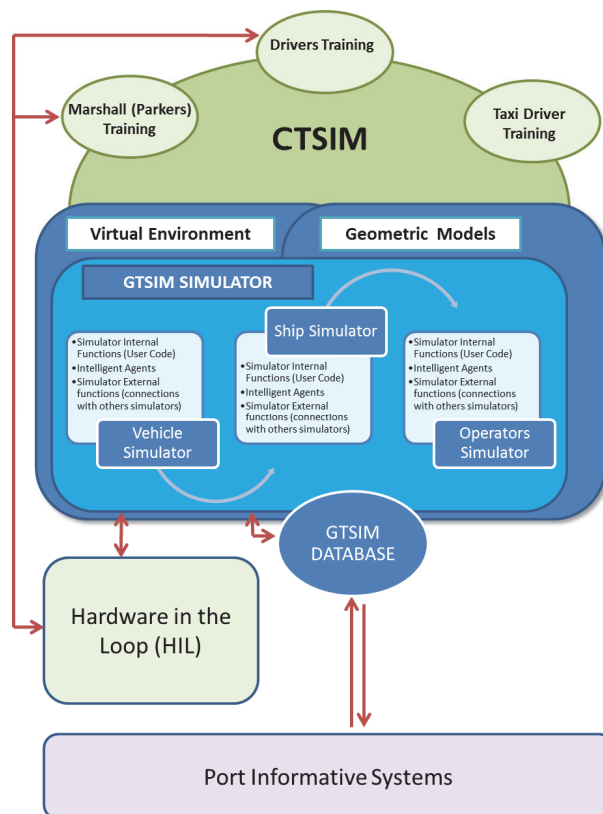 Drivers Training
Marshall (Parkers)
Training
Taxi Driver
Training
CTSIM
Virtual Environment
Geometric Models
GTSIM SIMULATOR
•Simulator Internal
Functions (User Code)
•Intelligent Agents
•Simulator External
functions (connections
with others simulators)
Vehicle
Simulator
Ship Simulator
•Simulator Internal
Functions (User Code)
•Intelligent Agents
•Simulator External
functions (connections
with others simulators)
•Simulator Internal
Functions (User Code)
•Intelligent Agents
•Simulator External
functions (connections
with others simulators)
Operators
Simulator
GTSIM
DATABASE
Hardware in the
Loop (HIL)
Port Informative Systems